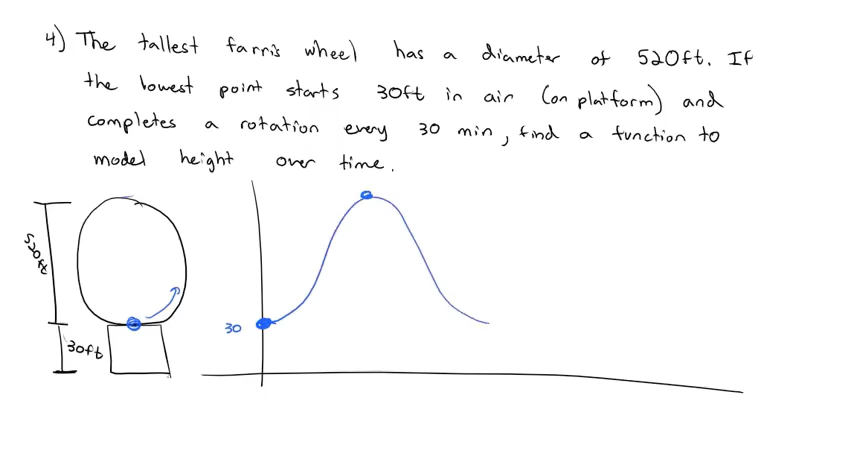 4) The tallest farris wheel has a diameter of 520ft. If
the lowest point starts 30ft in air (on platform) and
completes a rotation every 30 min, find a function to
model height over time.
520ft
30ft
30